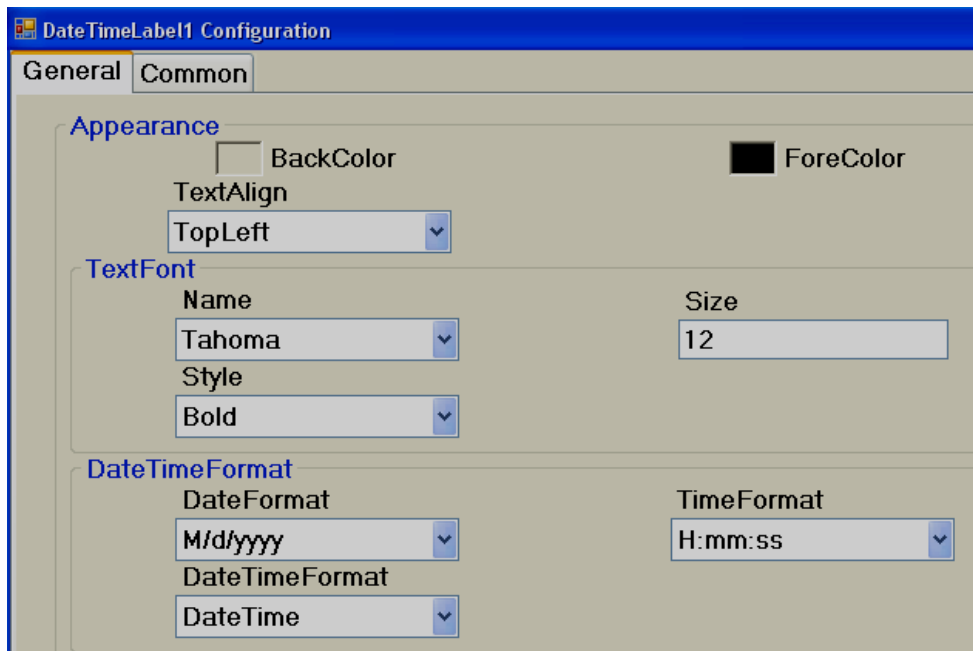 DateTimeLabel1 Configuration
General Common
Appearance
BackColor ForeColor
TextAlign
TopLeft
TextFont
Name Size
Tahoma 12
Style
Bold
DateTimeFormat
DateFormat TimeFormat
M/d/yyyy H:mm:ss
DateTimeFormat
DateTime